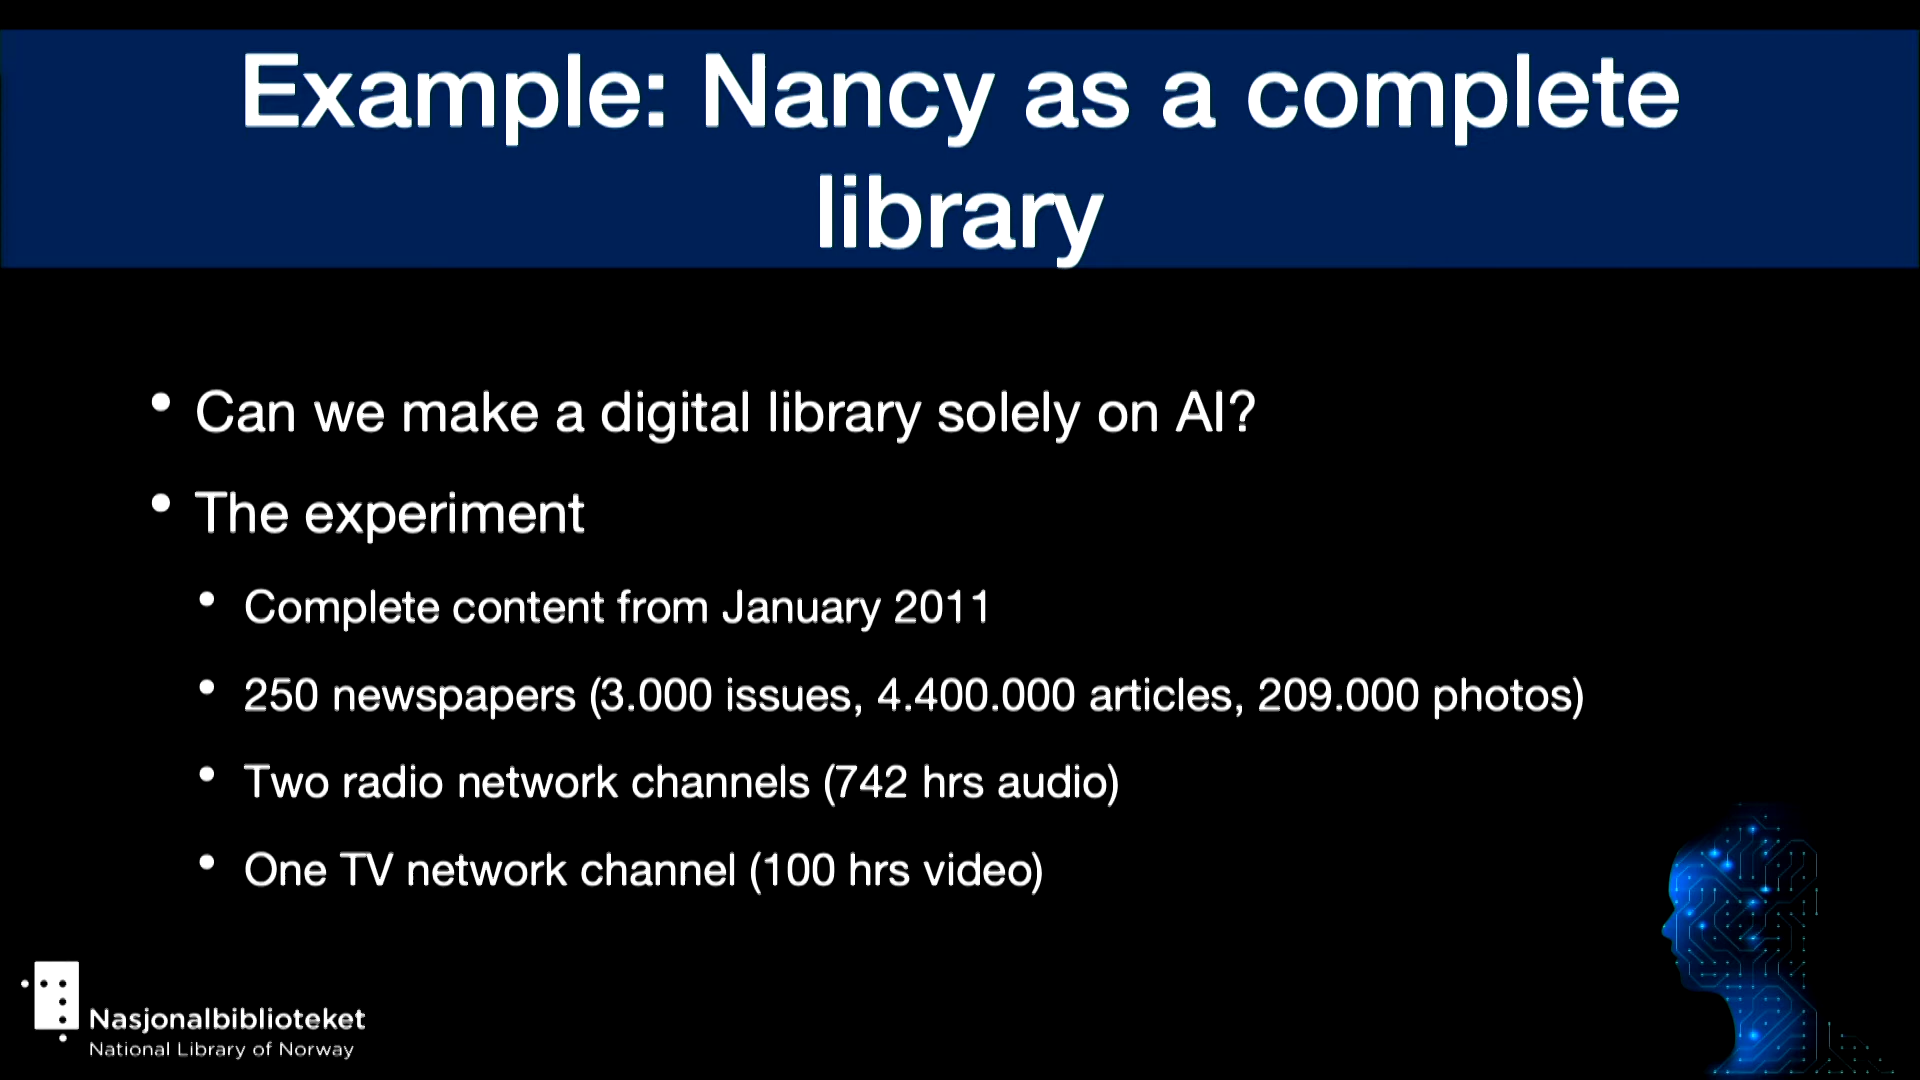 Example: Nancy as a complete
library
• Can we make a digital library solely on AI?
• The experiment
• Complete content from January 2011
• 250 newspapers (3.000 issues, 4.400.000 articles, 209.000 photos)
• Two radio network channels (742 hrs audio)
• One TV network channel (100 hrs video)
Nasjonalbiblioteket
National Library of Norway